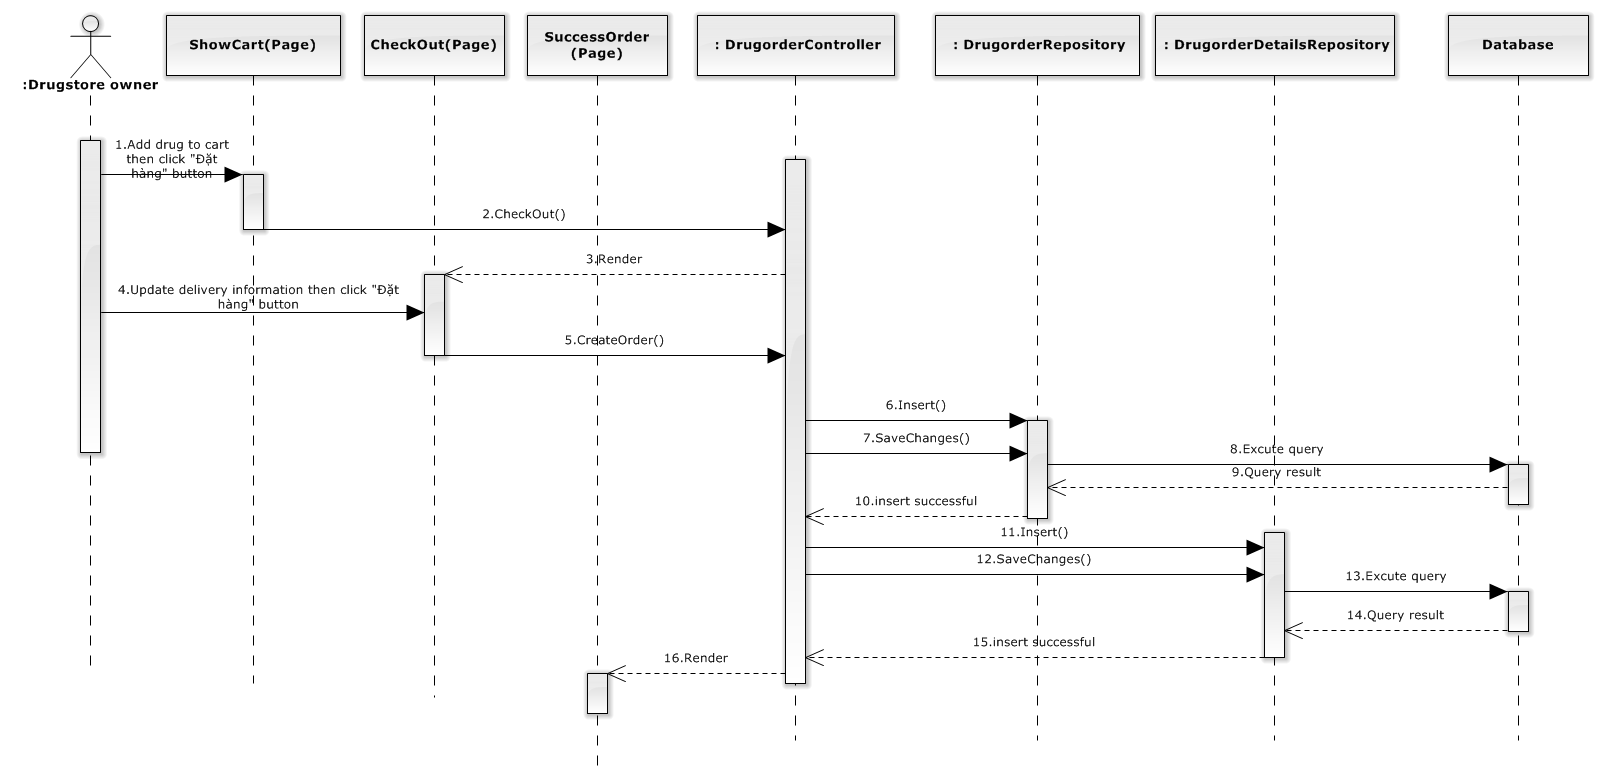 :Drugstore owner
ShowCart(Page)
CheckOut(Page)
SuccessOrder
(Page)
: DrugorderController
: DrugorderRepository
: DrugorderDetailsRepository
Database
1.Add drug to cart
then click "Đặt
hàng" button
2.CheckOut()
3.Render
4.Update delivery information then click "Đặt
hàng" button
5.CreateOrder()
6.Insert()
7.SaveChanges()
8.Excute query
9.Query result
10.insert successful
11.Insert()
12.SaveChanges()
13.Excute query
14.Query result
15.insert successful
16.Render